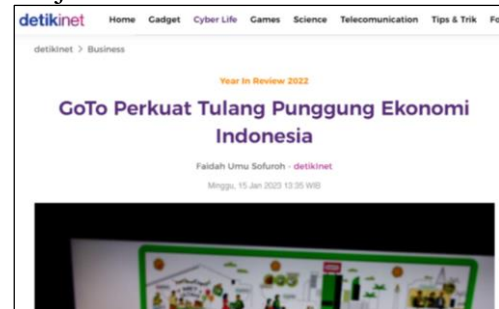 detikinet Home Gadget Cyber Life Games Science Telecommunication Tips & Trik
detikInet > Business
Year In Review 2022
GoTo Perkuat Tulang Punggung Ekonomi
Indonesia
Faidah Umu Sofuroh - detikInet
Minggu, 15 Jan 2023 13:35 WIB